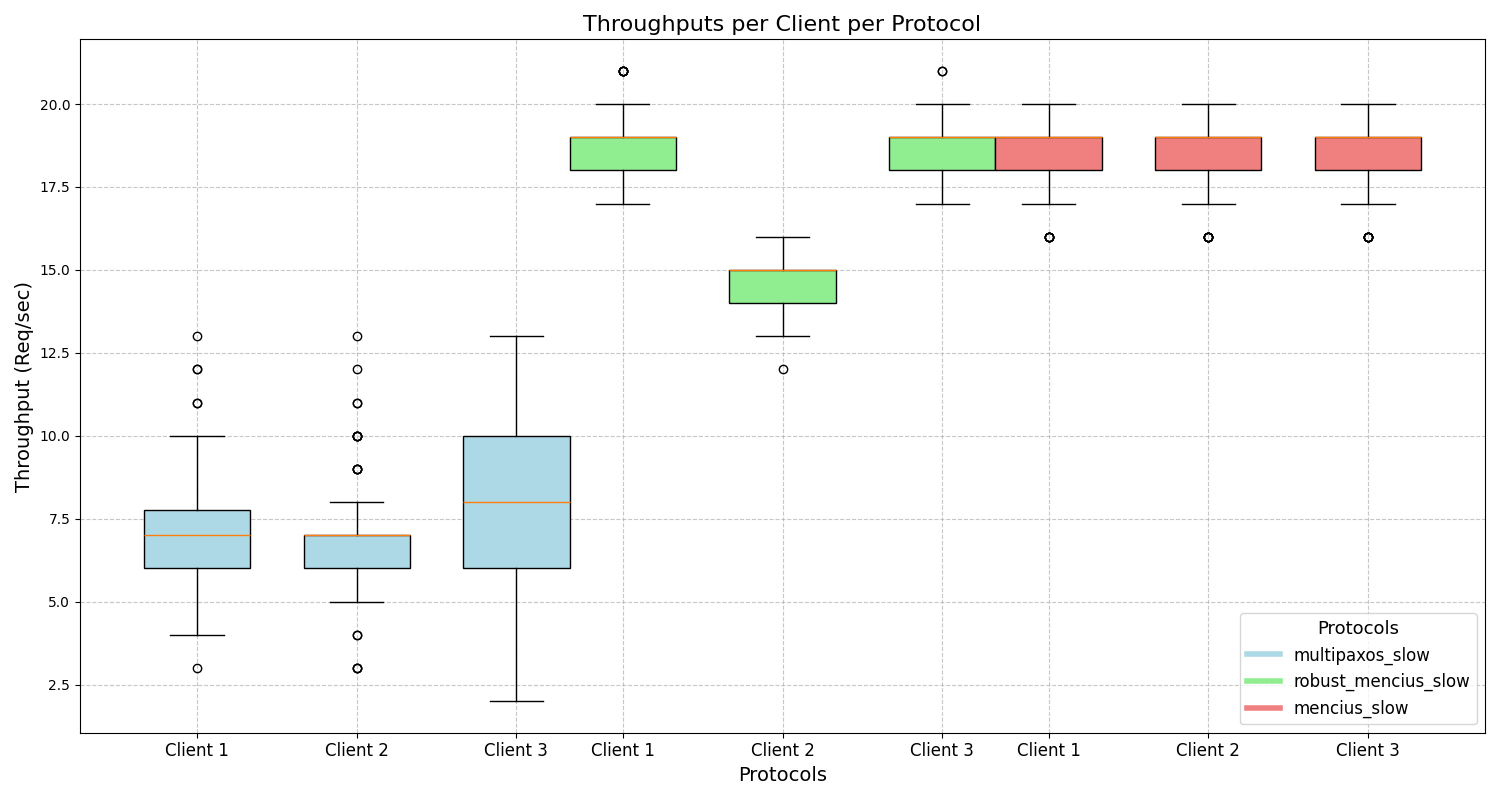 Throughputs per Client per Protocol
Throughput (Req/sec)
20.0
17.5
15.0
12.5
10.0
7.5
5.0
2.5
Client 1 Client 2 Client 3 Client 1 Client 2 Client 3 Client 1 Client 2 Client 3
Protocols
Protocols
multipaxos_slow
robust_mencius_slow
mencius_slow